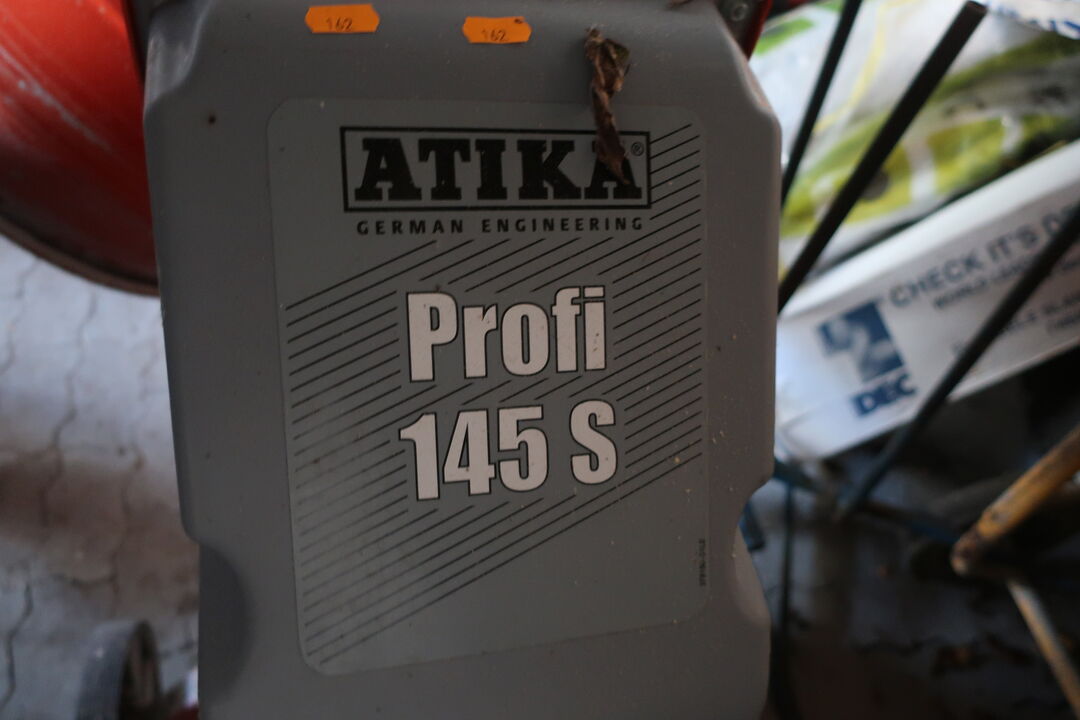 162
162
ATIKA®
GERMAN ENGINEERING
Profi
145 S
CHECK IT'S
DEC